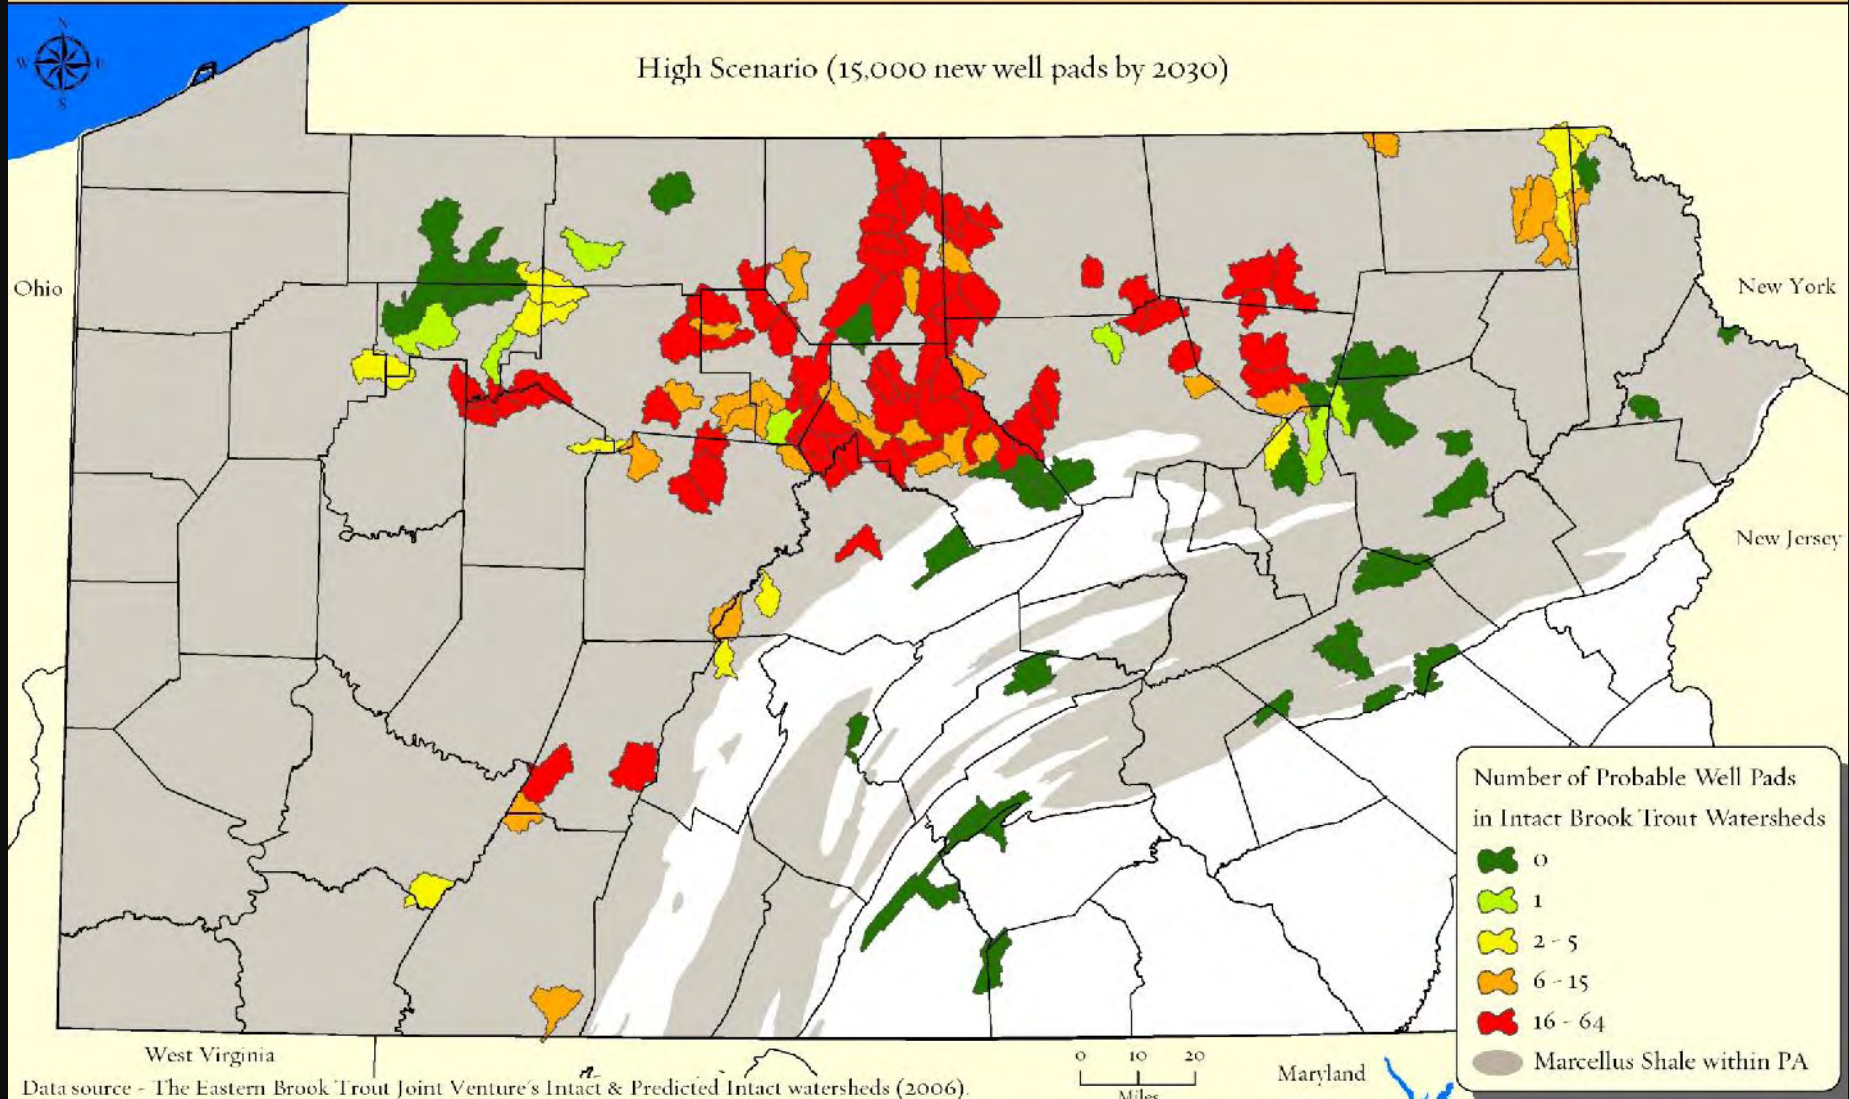 N
W E
S
High Scenario (15,000 new well pads by 2030)
Ohio
New York
New Jersey
Number of Probable Well Pads
in Intact Brook Trout Watersheds
0
1
2 - 5
6 - 15
16 - 64
Marcellus Shale within PA
West Virginia
0 10 20
Miles
Maryland
Data source - The Eastern Brook Trout Joint Venture's Intact & Predicted Intact watersheds (2006).